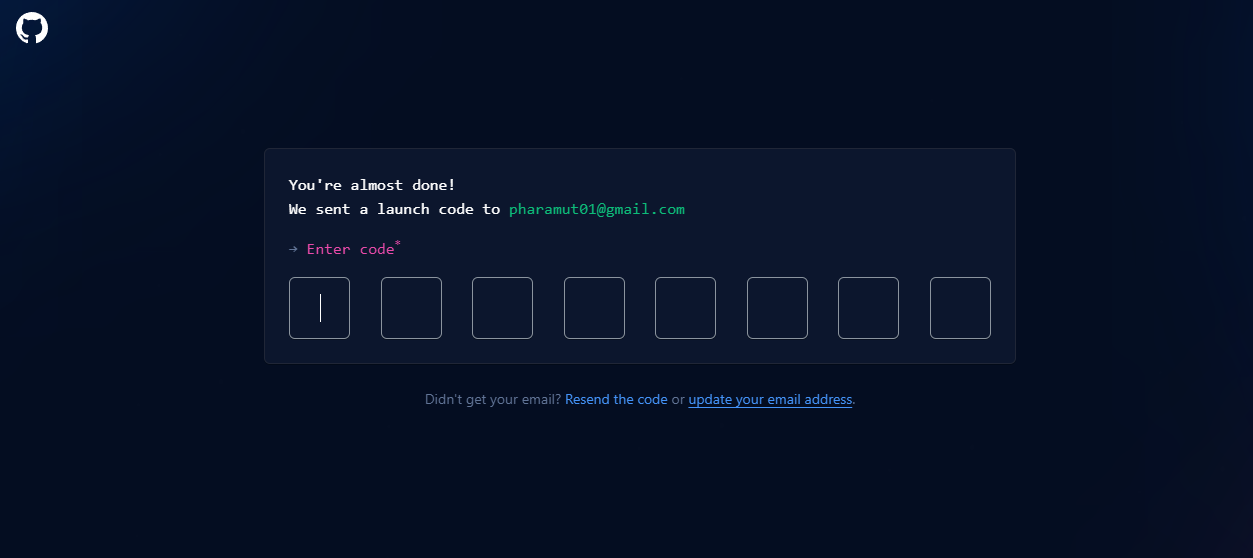 You're almost done!
We sent a launch code to pharamut01@gmail.com
→ Enter code*
Didn't get your email? Resend the code or update your email address.